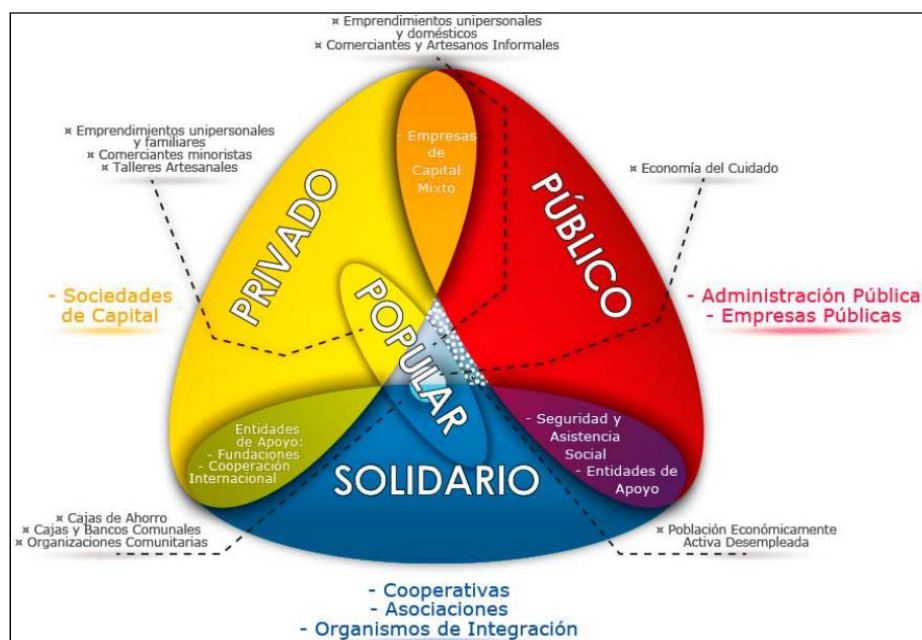 ¤ Emprendimientos unipersonales
y domésticos
¤ Comerciantes y Artesanos Informales
¤ Emprendimientos unipersonales
y familiares
¤ Comerciantes minoristas
¤ Talleres Artesanales
- Empresas
de
Capital
Mixto
¤ Economía del Cuidado
PRIVADO
PÚBLICO
- Sociedades
de Capital
POPULAR
- Administración Pública
- Empresas Públicas
Entidades
de Apoyo:
- Fundaciones
- Cooperación
Internacional
- Seguridad y
Asistencia
Social
- Entidades de
Apoyo
SOLIDARIO
¤ Cajas de Ahorro
¤ Cajas y Bancos Comunales
¤ Organizaciones Comunitarias
¤ Población Económicamente
Activa Desempleada
- Cooperativas
- Asociaciones
- Organismos de Integración